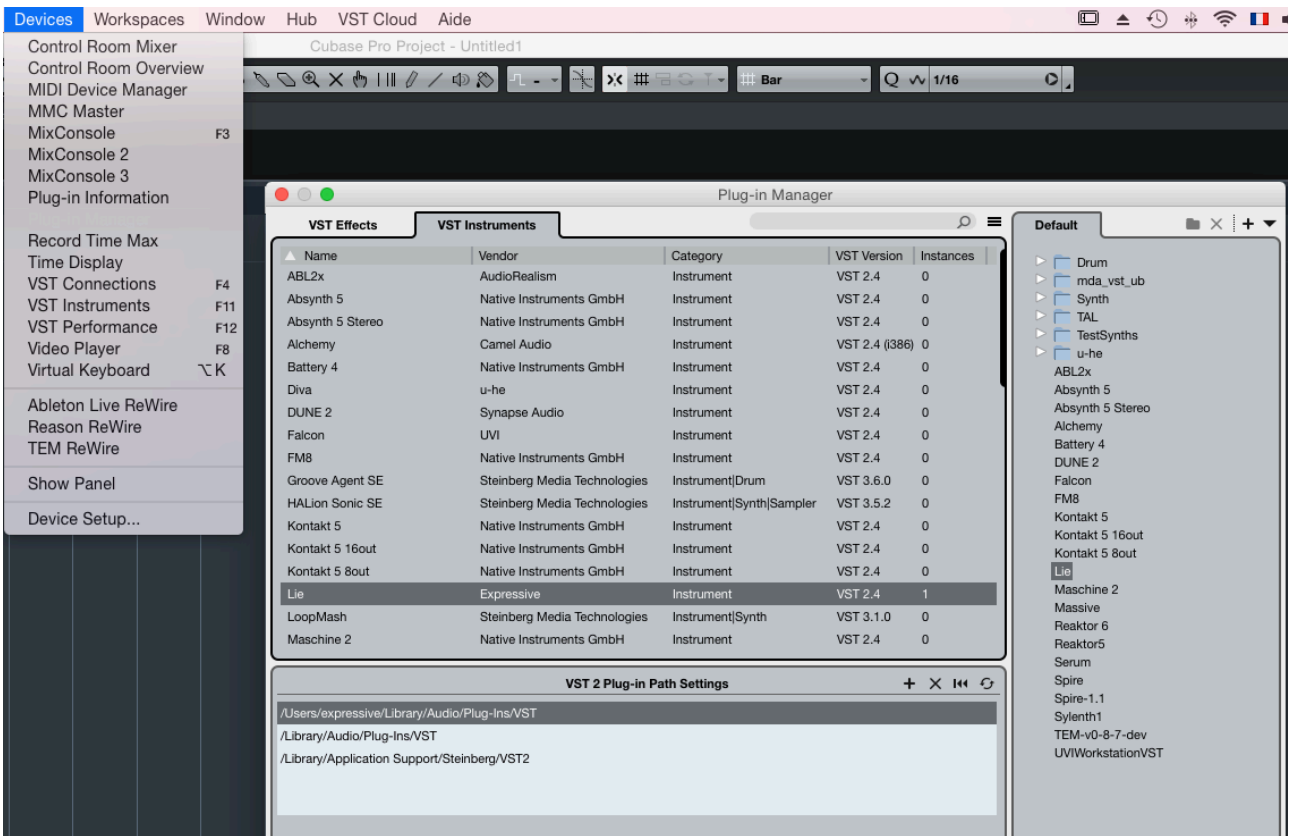 Devices Workspaces Window Hub VST Cloud Aide
Cubase Pro Project - Untitled1
Control Room Mixer
Control Room Overview
MIDI Device Manager
MMC Master
MixConsole F3
MixConsole 2
MixConsole 3
Plug-in Information
Record Time Max
Time Display
VST Connections F4
VST Instruments F11
VST Performance F12
Video Player F8
Virtual Keyboard ⌥K
Ableton Live ReWire
Reason ReWire
TEM ReWire
Show Panel
Device Setup...
Bar
Q 1/16
Plug-in Manager
VST Effects VST Instruments
Name Vendor Category VST Version Instances
ABL2x AudioRealism Instrument VST 2.4 0
Absynth 5 Native Instruments GmbH Instrument VST 2.4 0
Absynth 5 Stereo Native Instruments GmbH Instrument VST 2.4 0
Alchemy Camel Audio Instrument VST 2.4 (i386) 0
Battery 4 Native Instruments GmbH Instrument VST 2.4 0
Diva u-he Instrument VST 2.4 0
DUNE 2 Synapse Audio Instrument VST 2.4 0
Falcon UVI Instrument VST 2.4 0
FM8 Native Instruments GmbH Instrument VST 2.4 0
Groove Agent SE Steinberg Media Technologies Instrument|Drum VST 3.6.0 0
HALion Sonic SE Steinberg Media Technologies Instrument|Synth|Sampler VST 3.5.2 0
Kontakt 5 Native Instruments GmbH Instrument VST 2.4 0
Kontakt 5 16out Native Instruments GmbH Instrument VST 2.4 0
Kontakt 5 8out Native Instruments GmbH Instrument VST 2.4 0
Lie Expressive Instrument VST 2.4 1
LoopMash Steinberg Media Technologies Instrument|Synth VST 3.1.0 0
Maschine 2 Native Instruments GmbH Instrument VST 2.4 0
VST 2 Plug-in Path Settings
/Users/expressive/Library/Audio/Plug-Ins/VST
/Library/Audio/Plug-Ins/VST
/Library/Application Support/Steinberg/VST2
Default
Drum
mda_vst_ub
Synth
TAL
TestSynths
u-he
ABL2x
Absynth 5
Absynth 5 Stereo
Alchemy
Battery 4
DUNE 2
Falcon
FM8
Kontakt 5
Kontakt 5 16out
Kontakt 5 8out
Lie
Maschine 2
Massive
Reaktor 6
Reaktor5
Serum
Spire
Spire-1.1
Sylenth1
TEM-v0-8-7-dev
UVIWorkstationVST